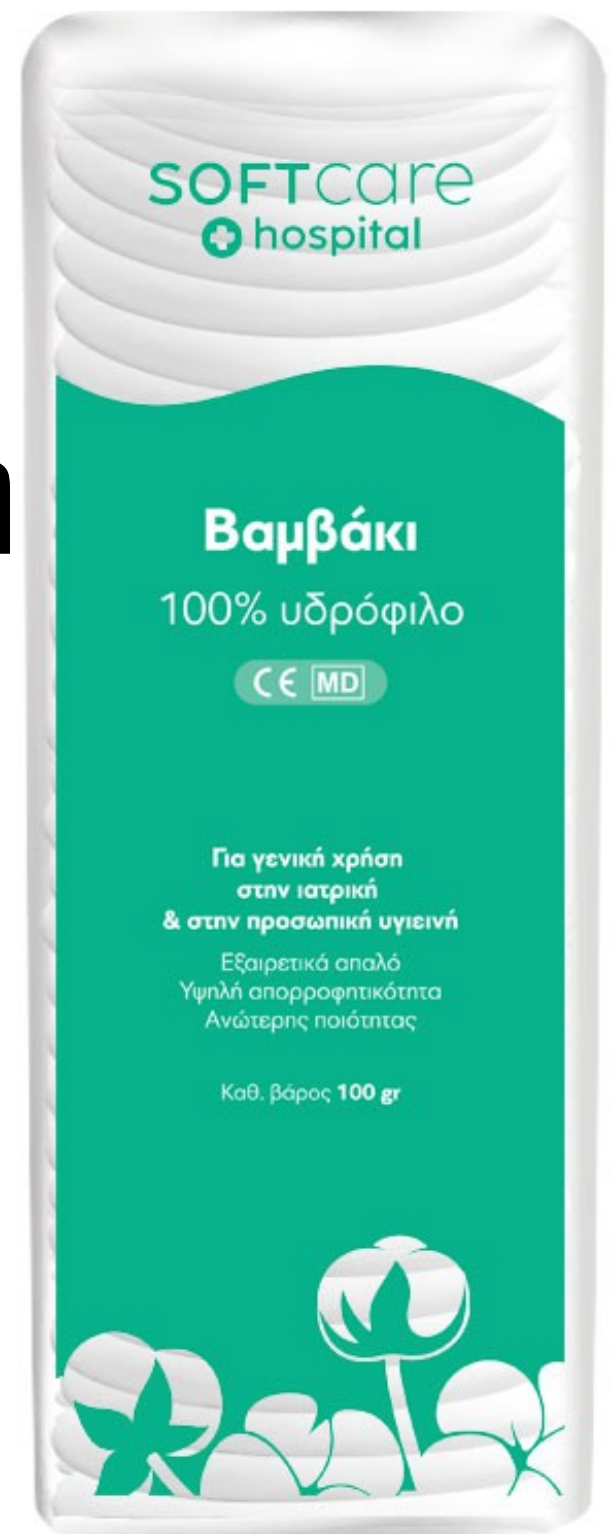 SOFTcare
hospital
Βαμβάκι
100% υδρόφιλο
CE MD
Για γενική χρήση
στην ιατρική
& στην προσωπική υγιεινή
Εξαιρετικά απαλό
Υψηλή απορροφητικότητα
Ανώτερης ποιότητας
Καθ. βάρος 100 gr